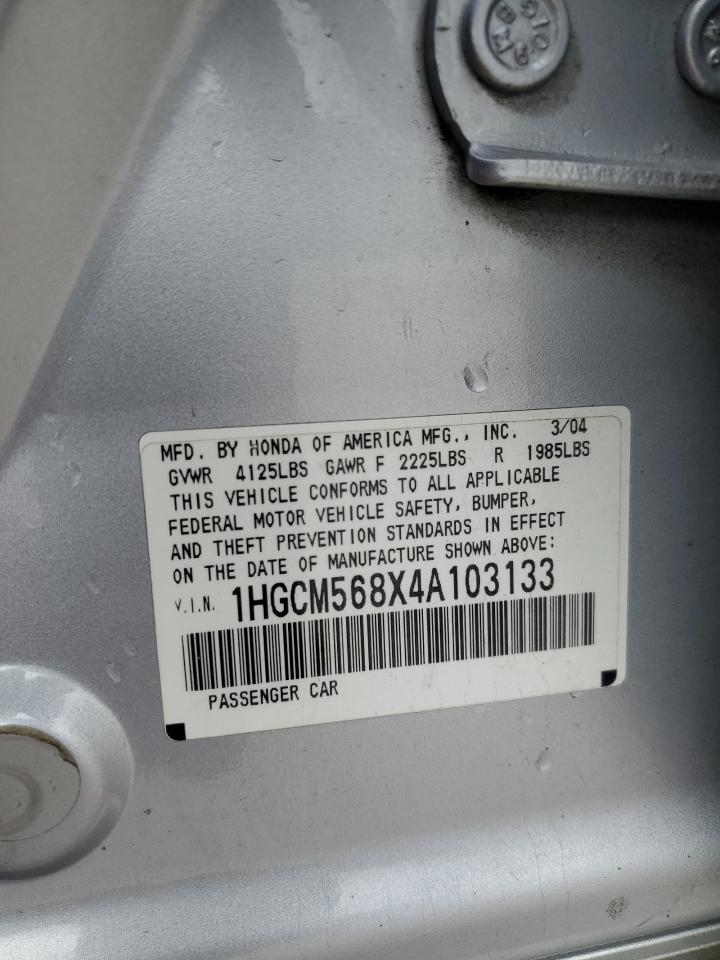 MFD. BY HONDA OF AMERICA MFG., INC. 3/04
GVWR 4125LBS GAWR F 2225LBS R 1985LBS
THIS VEHICLE CONFORMS TO ALL APPLICABLE
FEDERAL MOTOR VEHICLE SAFETY, BUMPER,
AND THEFT PREVENTION STANDARDS IN EFFECT
ON THE DATE OF MANUFACTURE SHOWN ABOVE:
V.I.N. 1HGCM568X4A103133
PASSENGER CAR